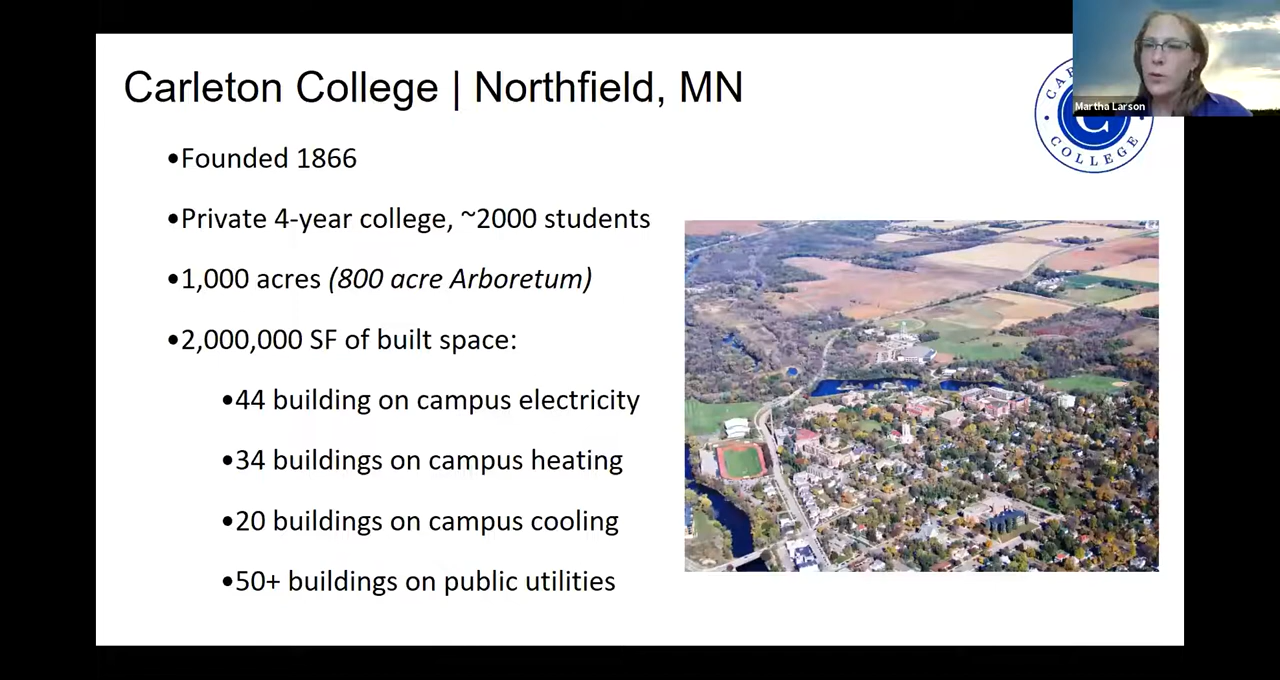 Carleton College | Northfield, MN
•Founded 1866
•Private 4-year college, ~2000 students
•1,000 acres (800 acre Arboretum)
•2,000,000 SF of built space:
•44 building on campus electricity
•34 buildings on campus heating
•20 buildings on campus cooling
•50+ buildings on public utilities
Martha Larson
C
COLLEGE